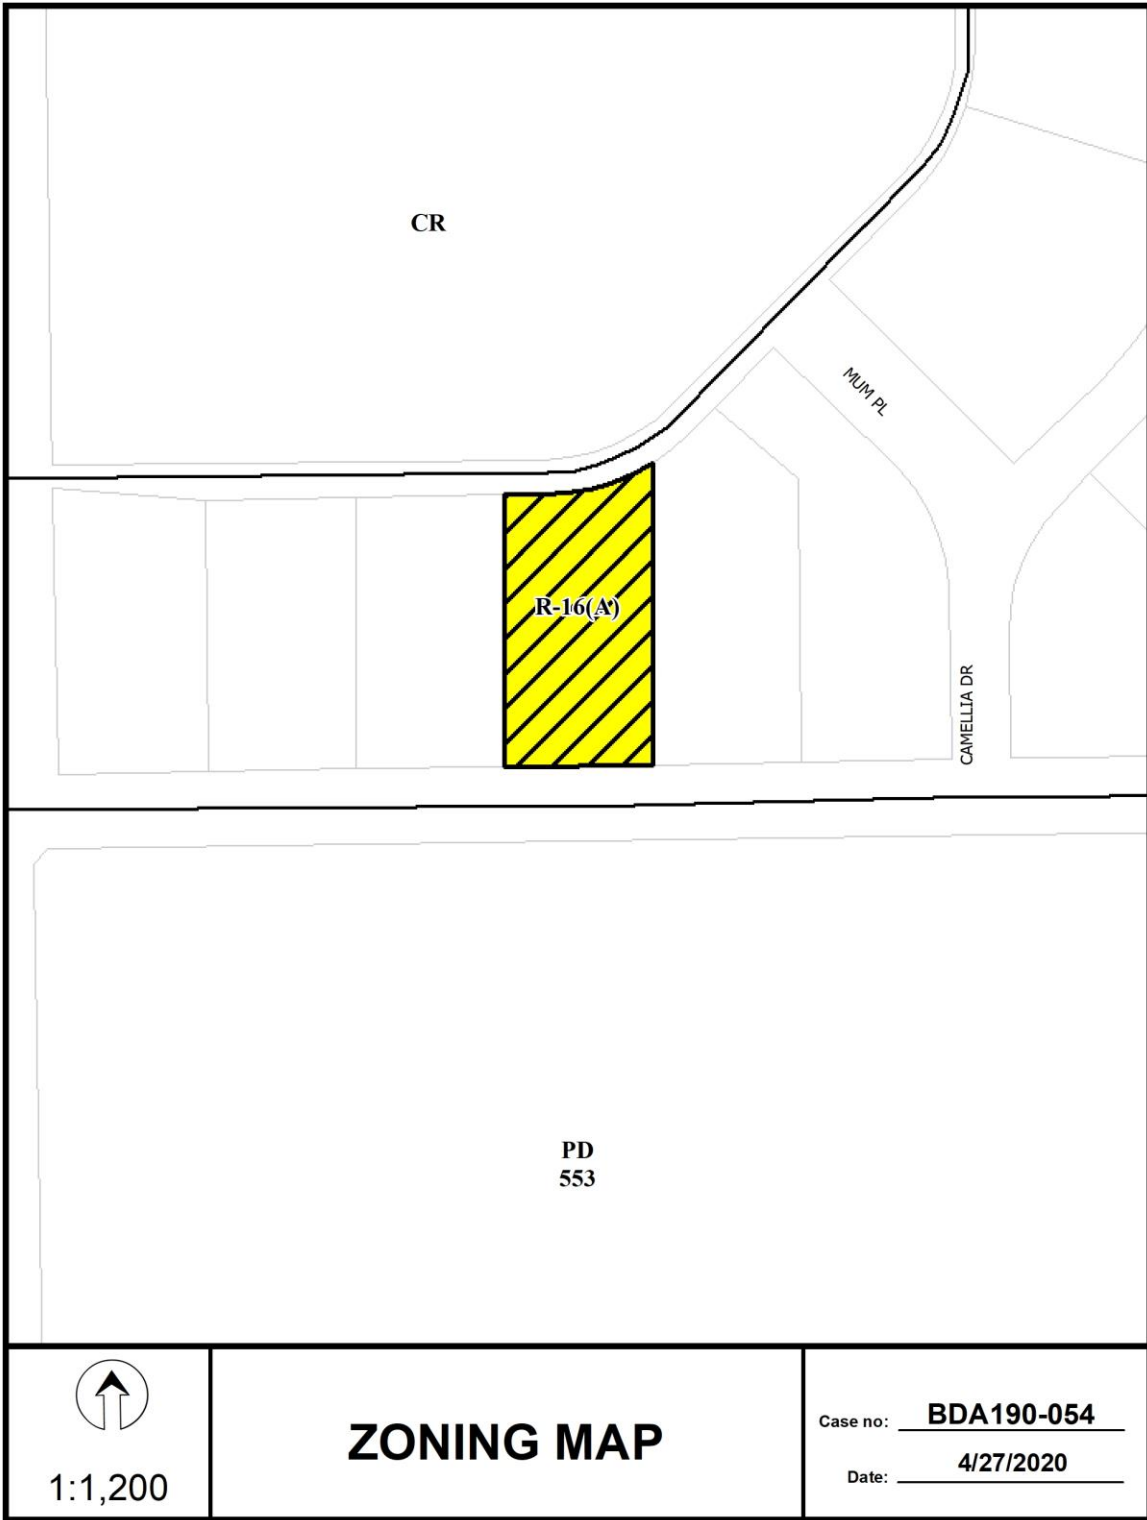 CR
MUM PL
R-16(A)
CAMELLIA DR
PD
553
1:1,200
ZONING MAP
Case no: BDA190-054
Date: 4/27/2020